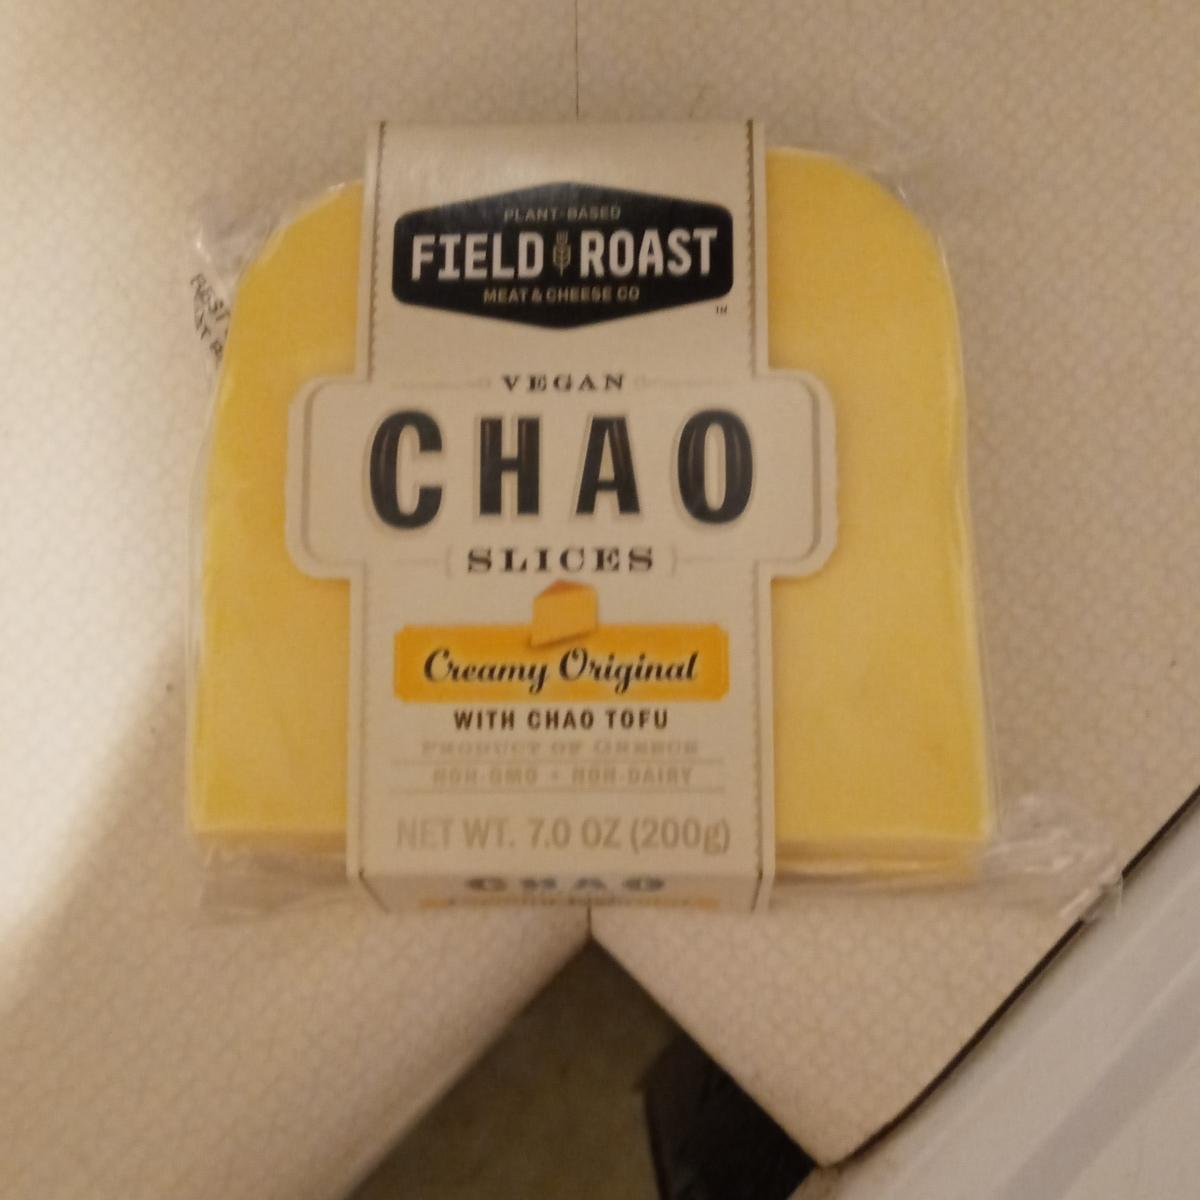 PLANT-BASED
FIELD ROAST
MEAT & CHEESE CO
TM
VEGAN
CHAO
SLICES
Creamy Original
WITH CHAO TOFU
PRODUCT OF GREECE
NON-GMO • NON-DAIRY
NET WT. 7.0 OZ (200g)
CHAO